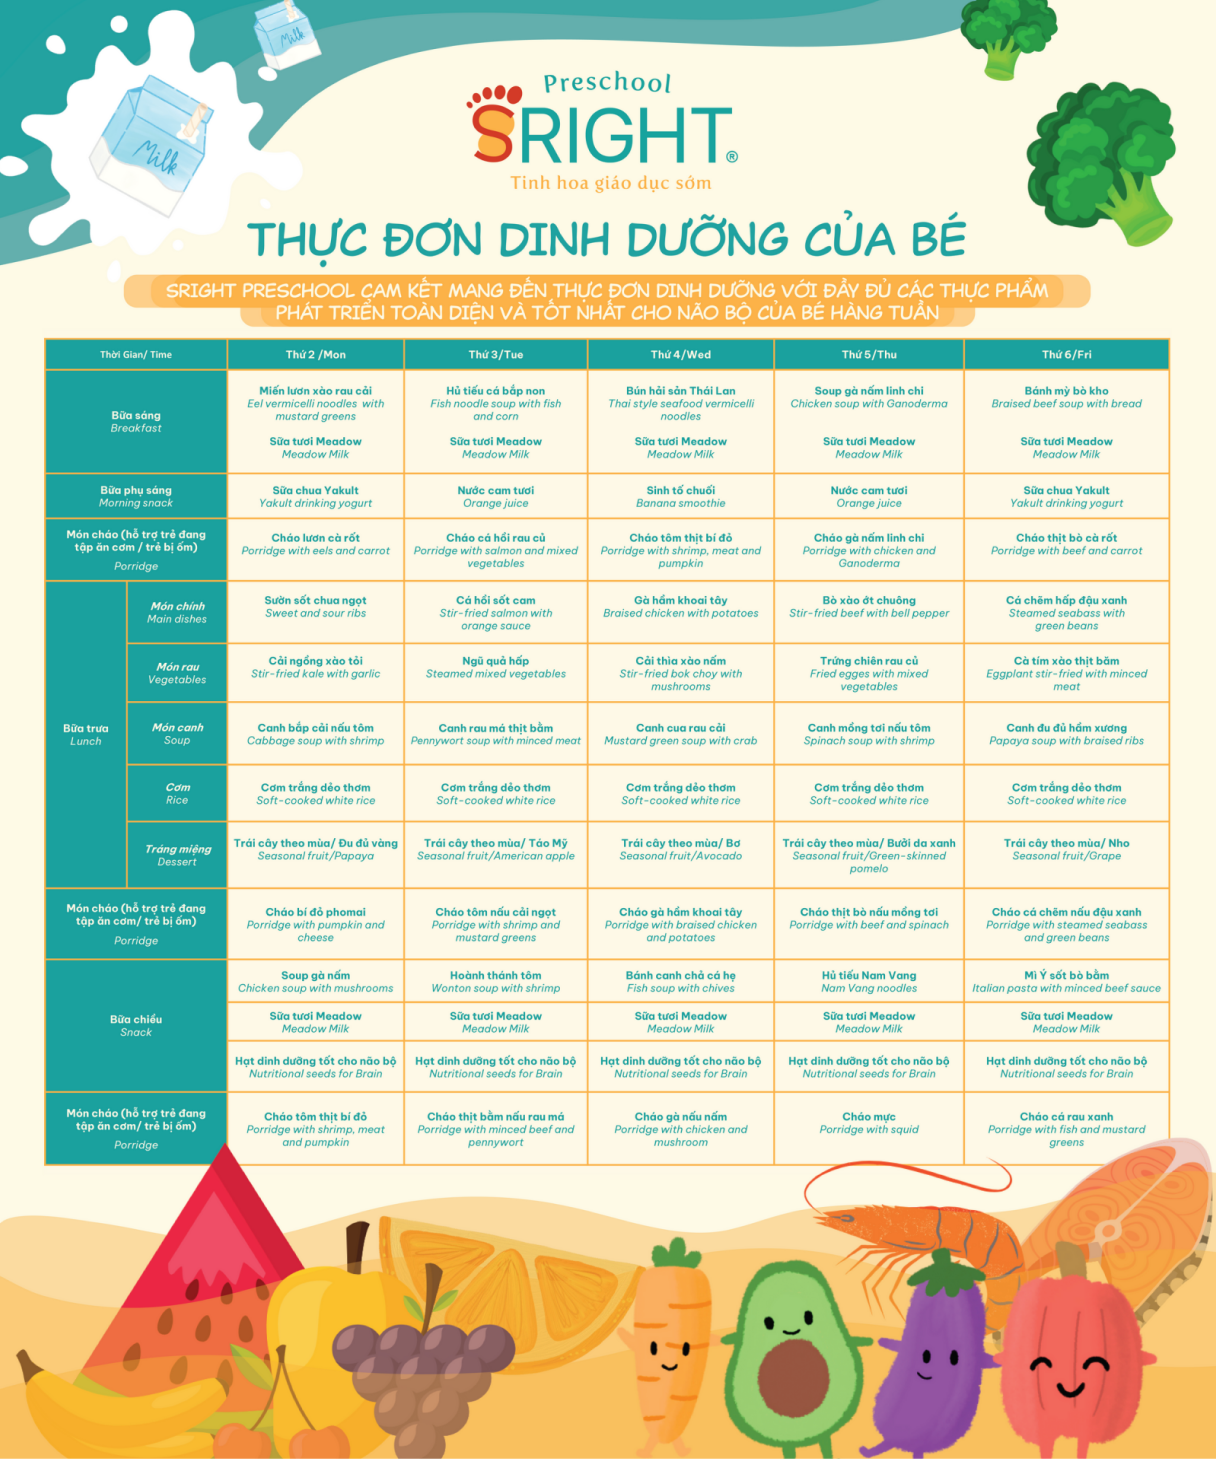 Milk
Milk
Preschool
SRIGHT®
Tinh hoa giáo dục sớm
THỰC ĐƠN DINH DƯỠNG CỦA BÉ
SRIGHT PRESCHOOL CAM KẾT MANG ĐẾN THỰC ĐƠN DINH DƯỠNG VỚI ĐẦY ĐỦ CÁC THỰC PHẨM
PHÁT TRIỂN TOÀN DIỆN VÀ TỐT NHẤT CHO NÃO BỘ CỦA BÉ HÀNG TUẦN
Thời Gian/ Time
Thứ 2 /Mon
Thứ 3/Tue
Thứ 4/Wed
Thứ 5/Thu
Thứ 6/Fri
Bữa sáng
Breakfast
Miến lươn xào rau cải
Eel vermicelli noodles with
mustard greens
Sữa tươi Meadow
Meadow Milk
Hủ tiếu cá bắp non
Fish noodle soup with fish
and corn
Sữa tươi Meadow
Meadow Milk
Bún hải sản Thái Lan
Thai style seafood vermicelli
noodles
Sữa tươi Meadow
Meadow Milk
Soup gà nấm linh chi
Chicken soup with Ganoderma
Sữa tươi Meadow
Meadow Milk
Bánh mỳ bò kho
Braised beef soup with bread
Sữa tươi Meadow
Meadow Milk
Bữa phụ sáng
Morning snack
Sữa chua Yakult
Yakult drinking yogurt
Nước cam tươi
Orange juice
Sinh tố chuối
Banana smoothie
Nước cam tươi
Orange juice
Sữa chua Yakult
Yakult drinking yogurt
Món cháo (hỗ trợ trẻ đang
tập ăn cơm / trẻ bị ốm)
Porridge
Cháo lươn cà rốt
Porridge with eels and carrot
Cháo cá hồi rau củ
Porridge with salmon and mixed
vegetables
Cháo tôm thịt bí đỏ
Porridge with shrimp, meat and
pumpkin
Cháo gà nấm linh chi
Porridge with chicken and
Ganoderma
Cháo thịt bò cà rốt
Porridge with beef and carrot
Bữa trưa
Lunch
Món chính
Main dishes
Sườn sốt chua ngọt
Sweet and sour ribs
Cá hồi sốt cam
Stir-fried salmon with
orange sauce
Gà hầm khoai tây
Braised chicken with potatoes
Bò xào ớt chuông
Stir-fried beef with bell pepper
Cá chẽm hấp đậu xanh
Steamed seabass with
green beans
Món rau
Vegetables
Cải ngồng xào tỏi
Stir-fried kale with garlic
Ngũ quả hấp
Steamed mixed vegetables
Cải thìa xào nấm
Stir-fried bok choy with
mushrooms
Trứng chiên rau củ
Fried egges with mixed
vegetables
Cà tím xào thịt băm
Eggplant stir-fried with minced
meat
Món canh
Soup
Canh bắp cải nấu tôm
Cabbage soup with shrimp
Canh rau má thịt bằm
Pennywort soup with minced meat
Canh cua rau cải
Mustard green soup with crab
Canh mồng tơi nấu tôm
Spinach soup with shrimp
Canh đu đủ hầm xương
Papaya soup with braised ribs
Cơm
Rice
Cơm trắng dẻo thơm
Soft-cooked white rice
Cơm trắng dẻo thơm
Soft-cooked white rice
Cơm trắng dẻo thơm
Soft-cooked white rice
Cơm trắng dẻo thơm
Soft-cooked white rice
Cơm trắng dẻo thơm
Soft-cooked white rice
Tráng miệng
Dessert
Trái cây theo mùa/ Đu đủ vàng
Seasonal fruit/Papaya
Trái cây theo mùa/ Táo Mỹ
Seasonal fruit/American apple
Trái cây theo mùa/ Bơ
Seasonal fruit/Avocado
Trái cây theo mùa/ Bưởi da xanh
Seasonal fruit/Green-skinned
pomelo
Trái cây theo mùa/ Nho
Seasonal fruit/Grape
Món cháo (hỗ trợ trẻ đang
tập ăn cơm/ trẻ bị ốm)
Porridge
Cháo bí đỏ phomai
Porridge with pumpkin and
cheese
Cháo tôm nấu cải ngọt
Porridge with shrimp and
mustard greens
Cháo gà hầm khoai tây
Porridge with braised chicken
and potatoes
Cháo thịt bò nấu mồng tơi
Porridge with beef and spinach
Cháo cá chẽm nấu đậu xanh
Porridge with steamed seabass
and green beans
Bữa chiều
Snack
Soup gà nấm
Chicken soup with mushrooms
Hoành thánh tôm
Wonton soup with shrimp
Bánh canh chả cá hẹ
Fish soup with chives
Hủ tiếu Nam Vang
Nam Vang noodles
Mì Ý sốt bò bằm
Italian pasta with minced beef sauce
Sữa tươi Meadow
Meadow Milk
Sữa tươi Meadow
Meadow Milk
Sữa tươi Meadow
Meadow Milk
Sữa tươi Meadow
Meadow Milk
Sữa tươi Meadow
Meadow Milk
Hạt dinh dưỡng tốt cho não bộ
Nutritional seeds for Brain
Hạt dinh dưỡng tốt cho não bộ
Nutritional seeds for Brain
Hạt dinh dưỡng tốt cho não bộ
Nutritional seeds for Brain
Hạt dinh dưỡng tốt cho não bộ
Nutritional seeds for Brain
Hạt dinh dưỡng tốt cho não bộ
Nutritional seeds for Brain
Món cháo (hỗ trợ trẻ đang
tập ăn cơm/ trẻ bị ốm)
Porridge
Cháo tôm thịt bí đỏ
Porridge with shrimp, meat
and pumpkin
Cháo thịt bằm nấu rau má
Porridge with minced beef and
pennywort
Cháo gà nấu nấm
Porridge with chicken and
mushroom
Cháo mực
Porridge with squid
Cháo cá rau xanh
Porridge with fish and mustard
greens